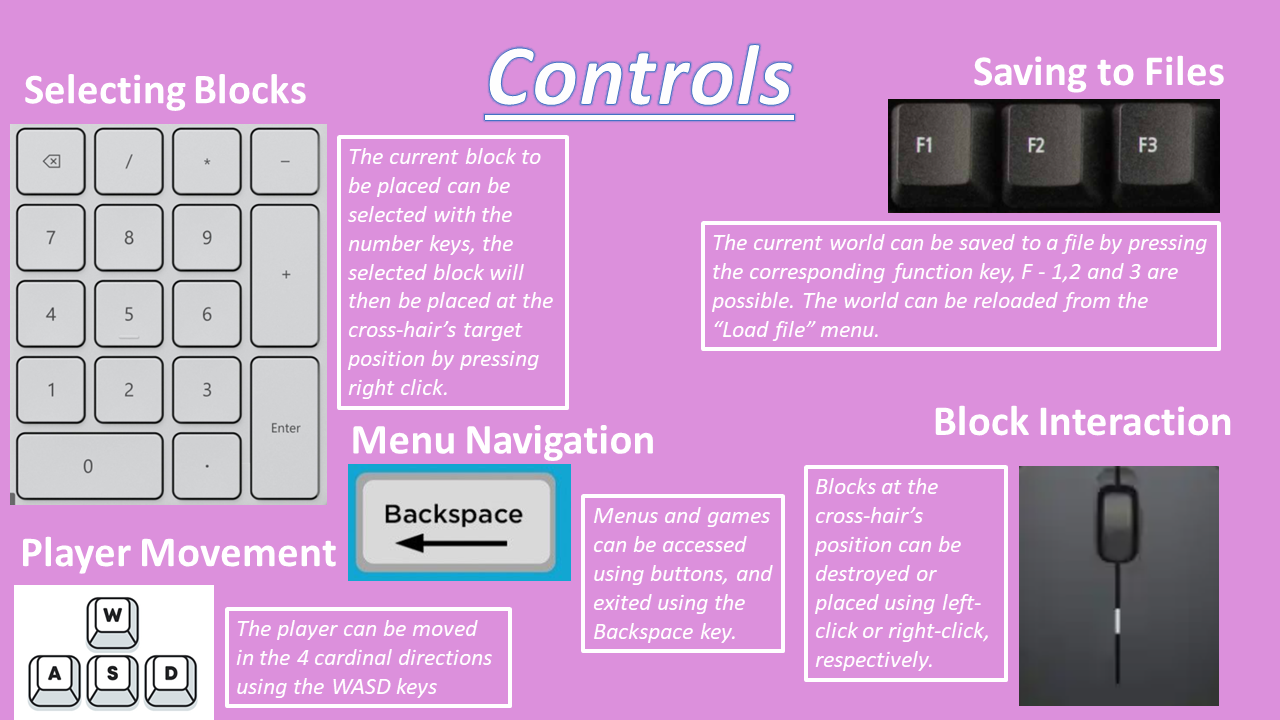 Controls
Selecting Blocks
/ * −
7 8 9
+
4 5 6
1 2 3
Enter
0 .
The current block to
be placed can be
selected with the
number keys, the
selected block will
then be placed at the
cross-hair’s target
position by pressing
right click.
Saving to Files
F1 F2 F3
The current world can be saved to a file by pressing
the corresponding function key, F - 1,2 and 3 are
possible. The world can be reloaded from the
“Load file” menu.
Menu Navigation
Backspace
Menus and games
can be accessed
using buttons, and
exited using the
Backspace key.
Block Interaction
Blocks at the
cross-hair’s
position can be
destroyed or
placed using left-
click or right-click,
respectively.
Player Movement
W
A S D
The player can be moved
in the 4 cardinal directions
using the WASD keys